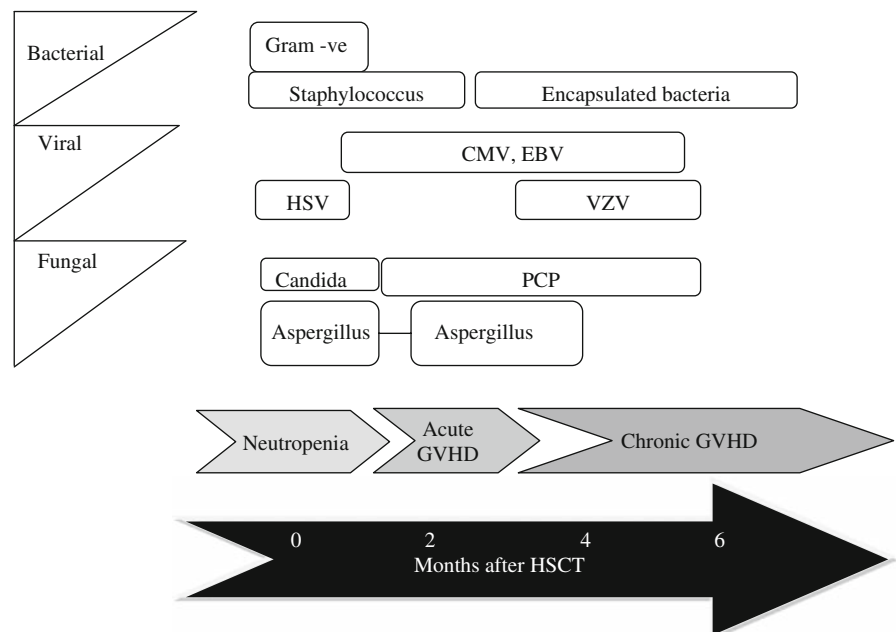 Bacterial
Gram -ve
Staphylococcus
Encapsulated bacteria
Viral
CMV, EBV
HSV
VZV
Fungal
Candida
PCP
Aspergillus
Aspergillus
Neutropenia
Acute
GVHD
Chronic GVHD
0 2 4 6
Months after HSCT